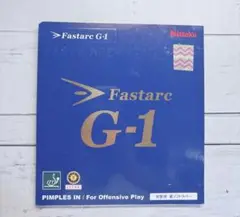 Fastarc G-1
Nittaku
Fastarc
G-1
PIMPLES IN / For Offensive Play